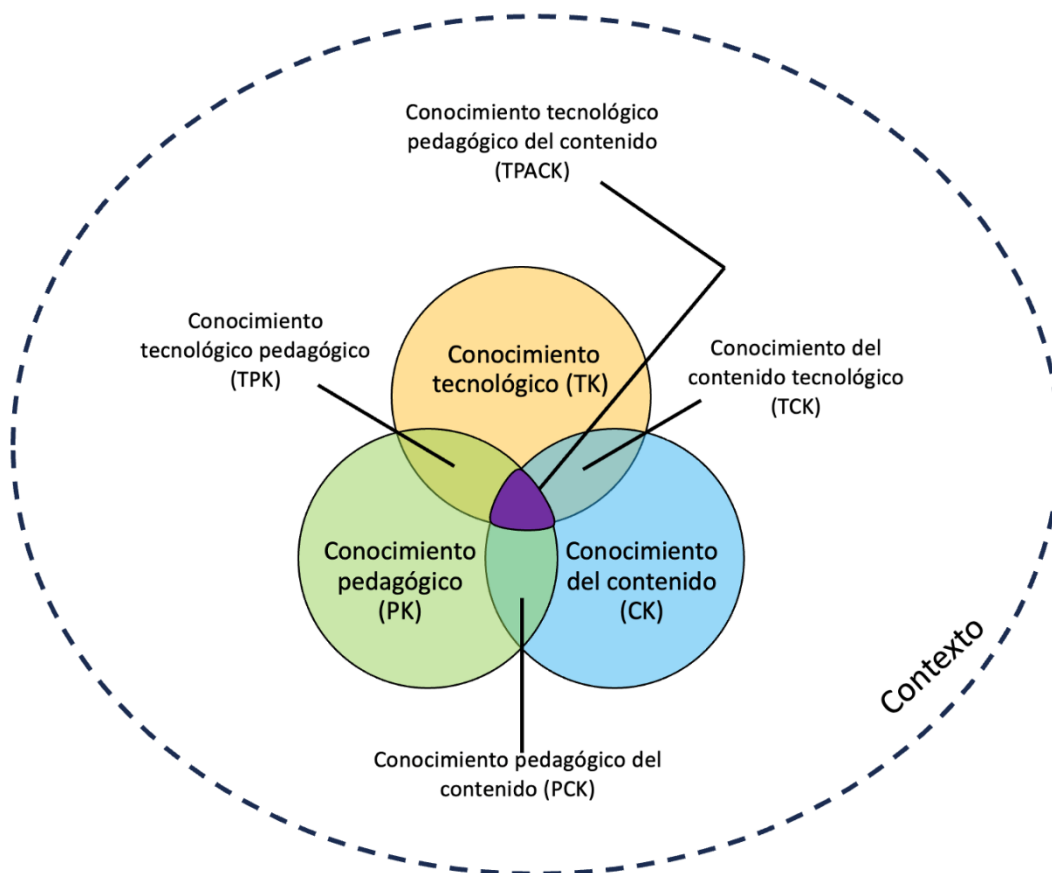 Conocimiento tecnológico
pedagógico del contenido
(TPACK)
Conocimiento
tecnológico pedagógico
(TPK)
Conocimiento
tecnológico (TK)
Conocimiento del
contenido tecnológico
(TCK)
Conocimiento
pedagógico
(PK)
Conocimiento
del contenido
(CK)
Contexto
Conocimiento pedagógico del
contenido (PCK)